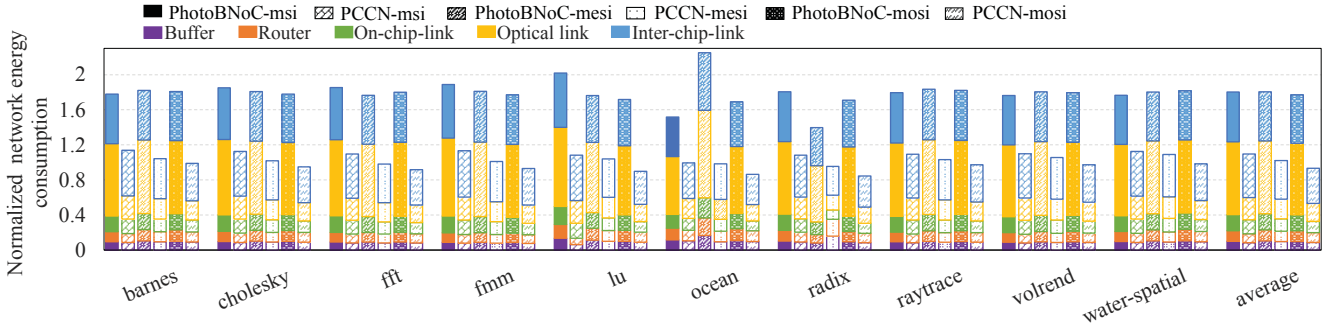 PhotoBNoC-msi PCCN-msi PhotoBNoC-mesi PCCN-mesi PhotoBNoC-mosi PCCN-mosi
Buffer Router On-chip-link Optical link Inter-chip-link
Normalized network energy
consumption
2
1.6
1.2
0.8
0.4
0
barnes cholesky fft fmm lu ocean radix raytrace volrend water-spatial average